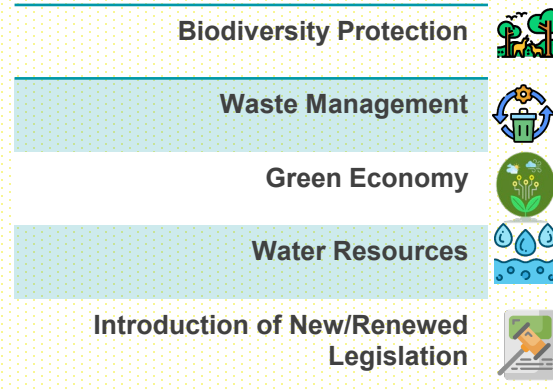 Biodiversity Protection
Waste Management
Green Economy
Water Resources
Introduction of New/Renewed
Legislation